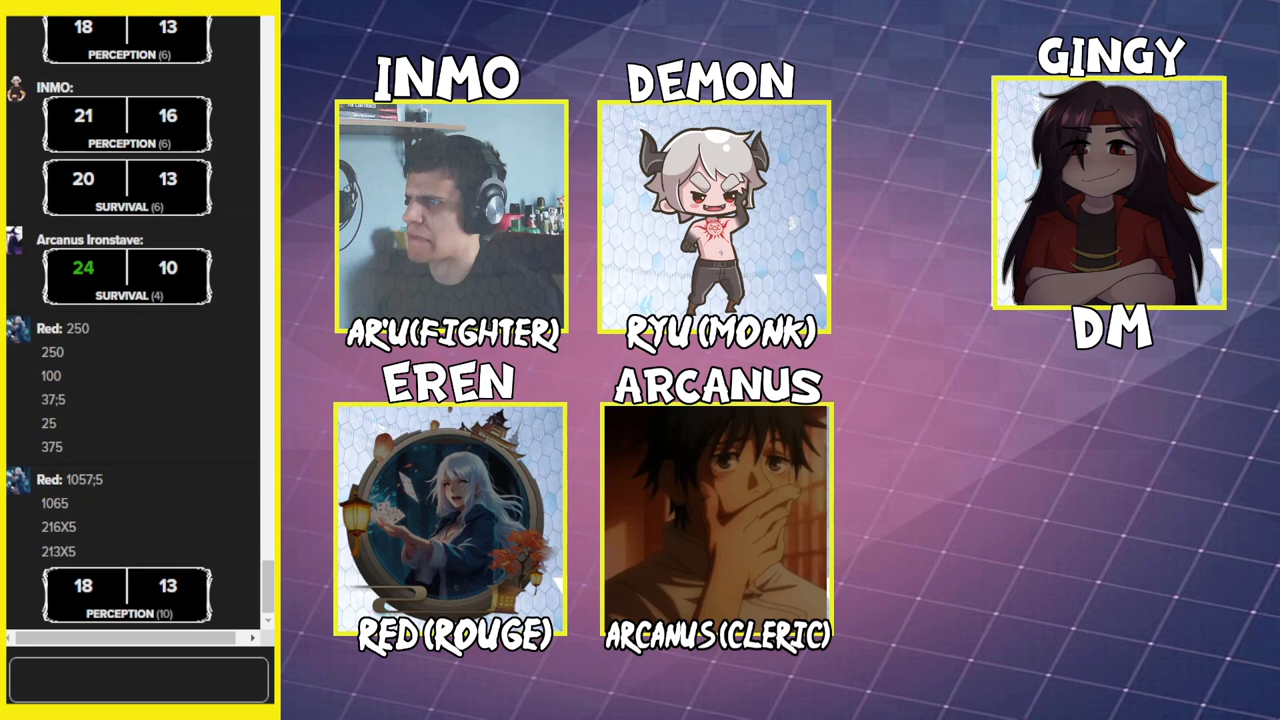 18 13
PERCEPTION (6)
INMO:
21 16
PERCEPTION (6)
20 13
SURVIVAL (6)
Arcanus Ironstave:
24 10
SURVIVAL (4)
Red: 250
250
100
37;5
25
375
Red: 1057;5
1065
216X5
213X5
18 13
PERCEPTION (10)
INMO
ARU(FIGHTER)
DEMON
RYU(MONK)
GINGY
DM
EREN
RED(ROUGE)
ARCANUS
ARCANUS(CLERIC)